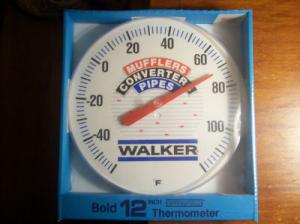 -40
-20
0
20
40
60
80
100
MUFFLERS
CONVERTER
PIPES
WALKER
F
Bold 12 INCH
Thermometer